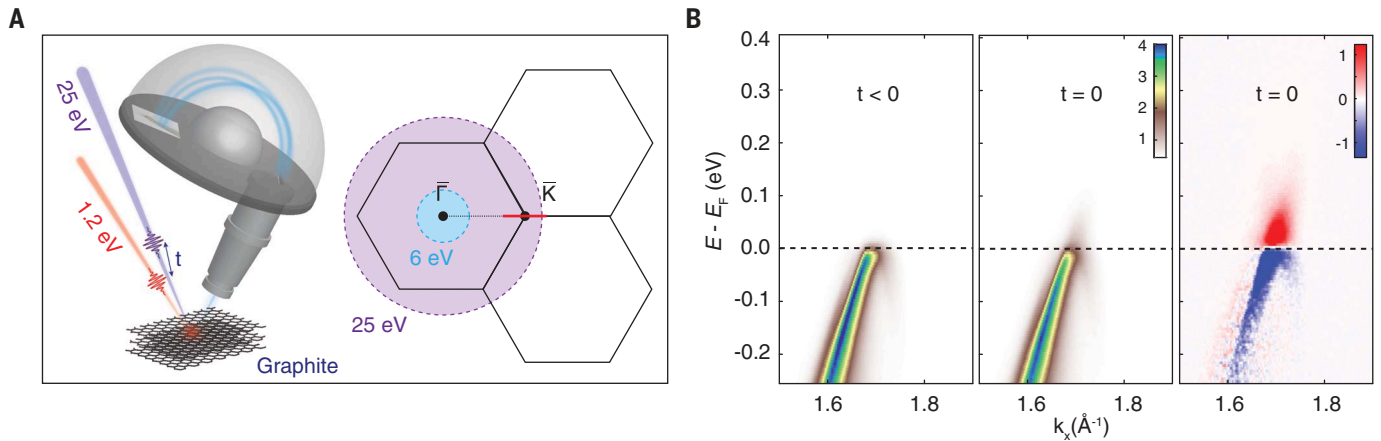 A
25 eV
1.2 eV
t
Graphite
Γ̅
K̅
6 eV
25 eV
B
E - E_F (eV)
0.4
0.3
0.2
0.1
0.0
-0.1
-0.2
t < 0
t = 0
t = 0
4
3
2
1
1
0
-1
1.6
1.8
1.6
1.8
1.6
1.8
k_x(Å⁻¹)